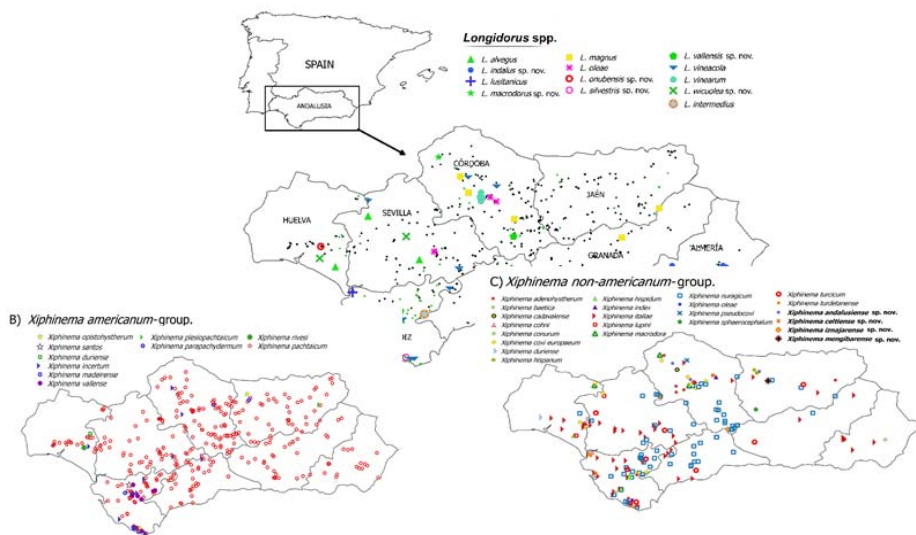 SPAIN
ANDALUSIA
Longidorus spp.
L. alvegus
L. indalus sp. nov.
L. lusitanicus
L. macrodorus sp. nov.
L. magnus
L. oleae
L. onubensis sp. nov.
L. silvestris sp. nov.
L. vallensis sp. nov.
L. vineacola
L. vinearum
L. wicuolea sp. nov.
L. intermedius
CÓRDOBA
JAÉN
SEVILLA
HUELVA
GRANADA
ALMERÍA
IEZ
B) Xiphinema americanum-group.
Xiphinema opisitohystherum
Xiphinema santos
Xiphinema duriense
Xiphinema incertum
Xiphinema madeirense
Xiphinema vallense
Xiphinema plesiopachtaicum
Xiphinema parapachydermum
Xiphinema rivesi
Xiphinema pachtaicum
C) Xiphinema non-americanum-group.
Xiphinema adenohystherum
Xiphinema baetica
Xiphinema cadavalense
Xiphinema cohni
Xiphinema conurum
Xiphinema coxi europaeum
Xiphinema duriense
Xiphinema hispanum
Xiphinema hispidum
Xiphinema index
Xiphinema italiae
Xiphinema lupini
Xiphinema macrodora
Xiphinema nuragicum
Xiphinema oleae
Xiphinema pseudocoxi
Xiphinema sphaerocephalum
Xiphinema turcicum
Xiphinema turdetanense
Xiphinema andalusiense sp. nov.
Xiphinema celtiense sp. nov.
Xiphinema iznajarense sp. nov.
Xiphinema mengibarense sp. nov.